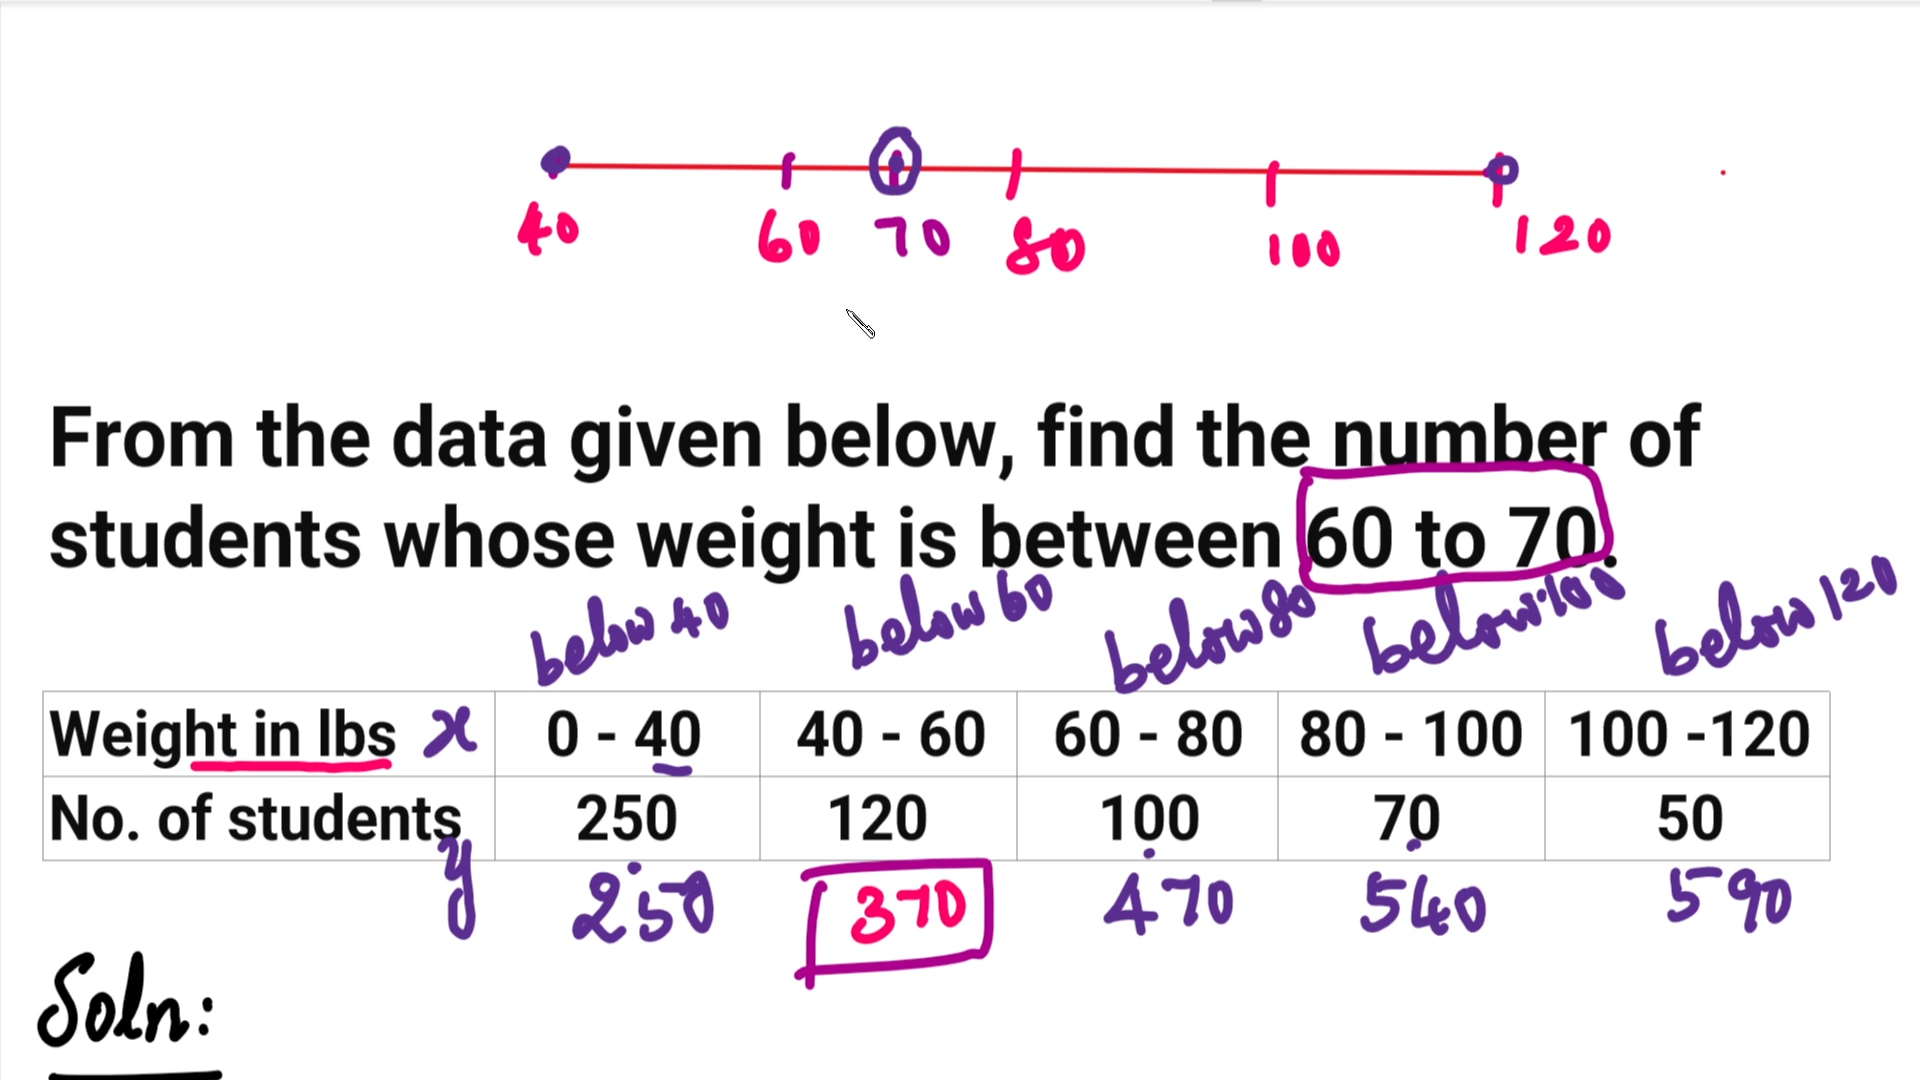 40 60 70 80 100 120
From the data given below, find the number of
students whose weight is between 60 to 70.
below 40 below 60 below 80 below 100 below 120
Weight in lbs x 0 - 40 40 - 60 60 - 80 80 - 100 100 -120
No. of students y 250 120 100 70 50
250 370 470 540 590
Soln: